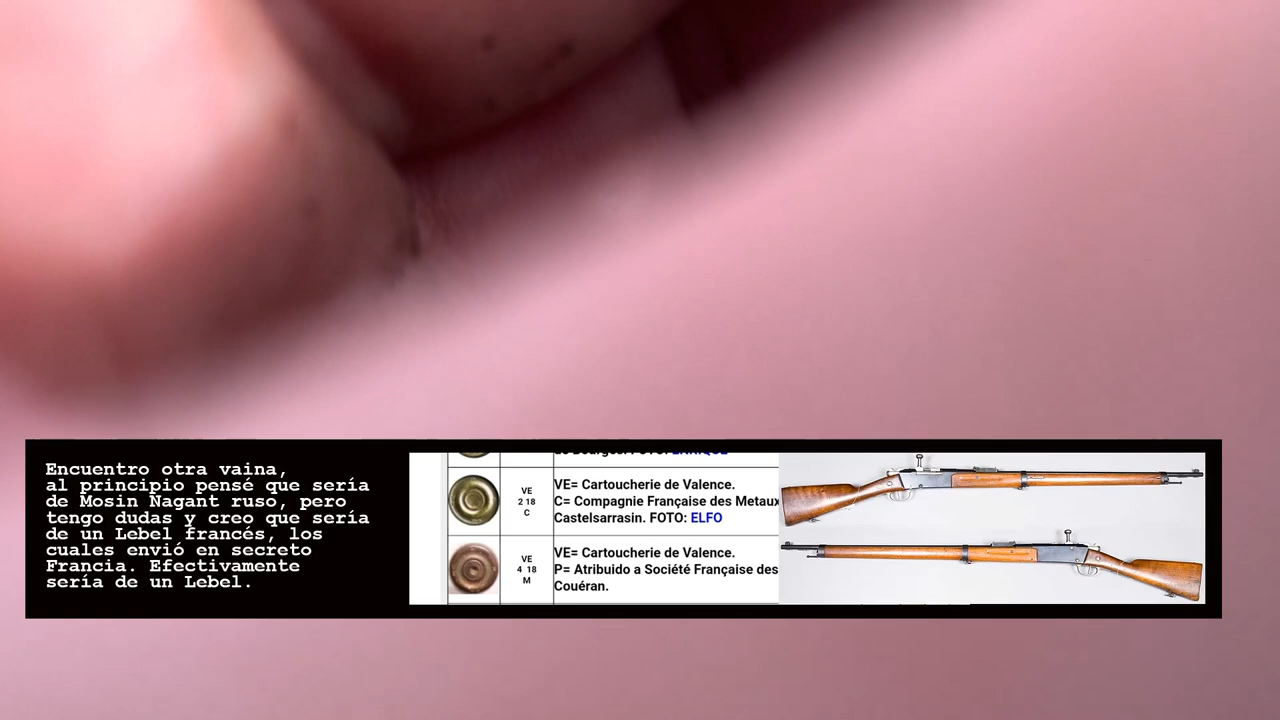 Encuentro otra vaina,
al principio pensé que sería
de Mosin Nagant ruso, pero
tengo dudas y creo que sería
de un Lebel francés, los
cuales envió en secreto
Francia. Efectivamente
sería de un Lebel.
VE
2 18
C
VE= Cartoucherie de Valence.
C= Compagnie Française des Metaux
Castelsarrasin. FOTO: ELFO
VE
4 18
M
VE= Cartoucherie de Valence.
P= Atribuido a Société Française des
Couéran.